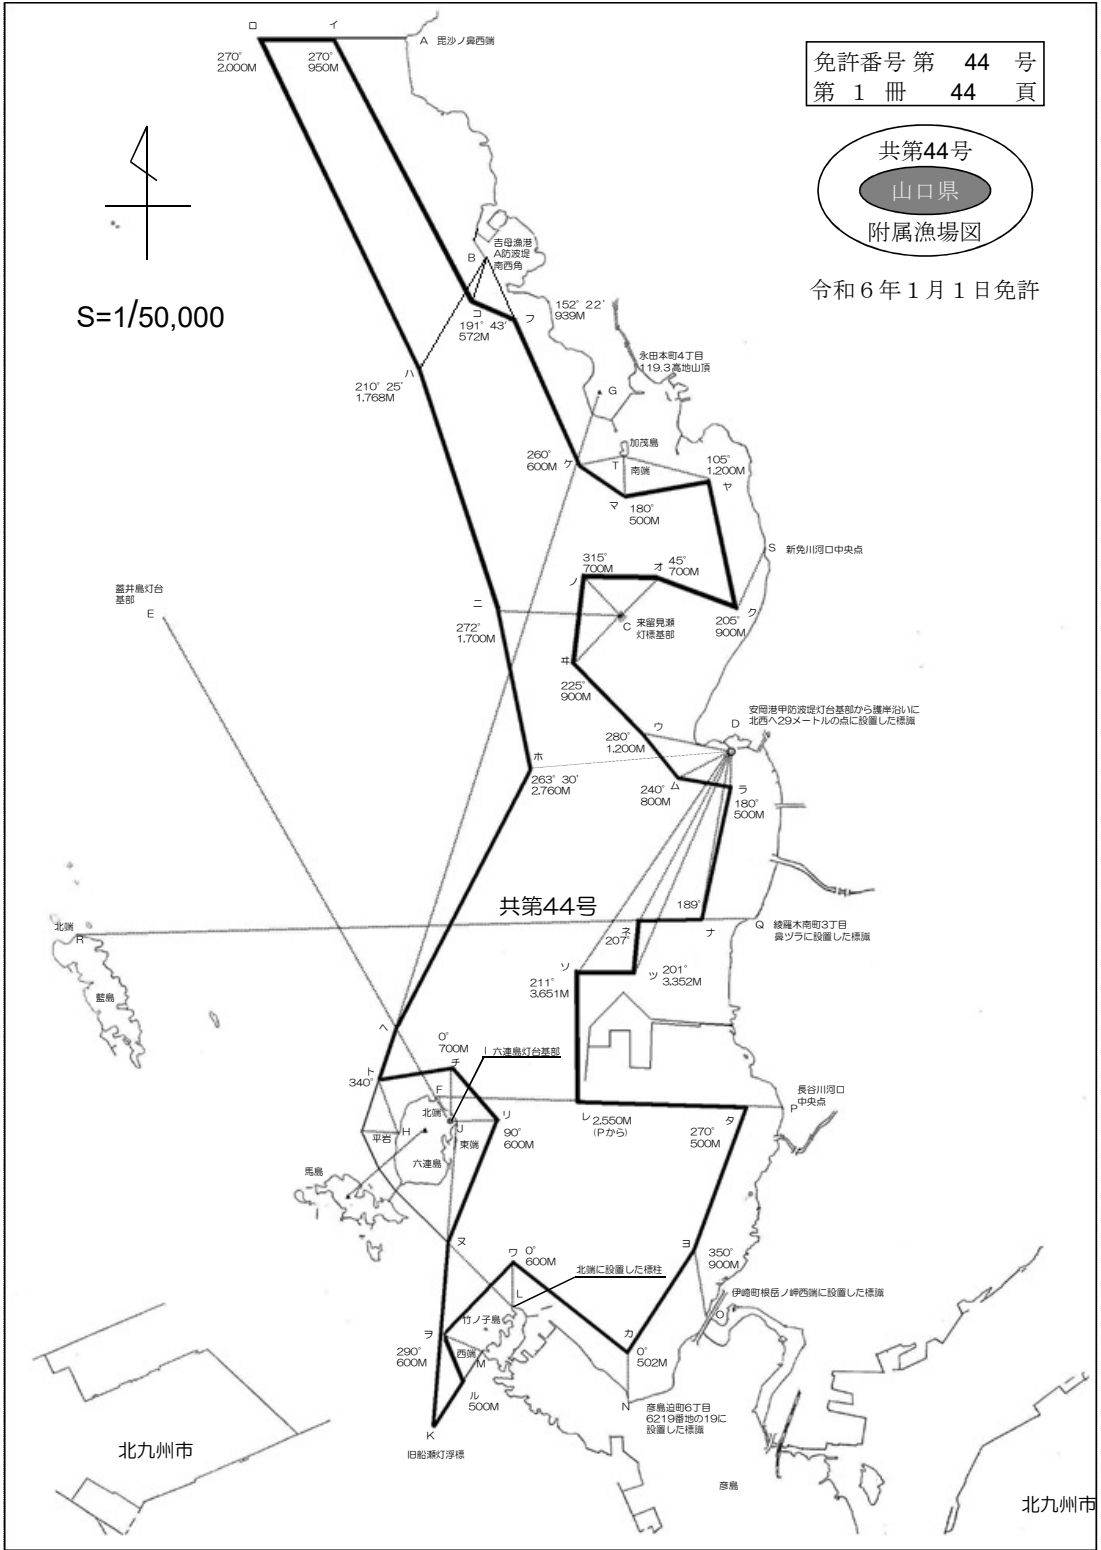 免許番号 第 44 号
第 1 冊 44 頁
共第44号
山口県
附属漁場図
令和６年１月１日免許
S=1/50,000
ロ
イ
A 毘沙ノ鼻西端
270°
2.000M
270°
950M
B
吉母漁港
A防波堤
南西角
コ
191° 43′
572M
フ
152° 22′
939M
ハ
210° 25′
1.768M
永田本町4丁目
119.3高地山頂
G
加茂島
T
南端
260°
600M
ケ
マ
180°
500M
105°
1.200M
ヤ
S 新免川河口中央点
315°
700M
ノ
オ
45°
700M
ク
205°
900M
蓋井島灯台
基部
E
ニ
272°
1.700M
C
来留見瀬
灯標基部
ヰ
225°
900M
安岡港甲防波堤灯台基部から護岸沿いに
北西へ29メートルの点に設置した標識
D
ウ
280°
1.200M
ホ
263° 30′
2.760M
ム
240°
800M
ラ
180°
500M
189°
共第44号
ネ
207°
ナ
Q 綾羅木南町3丁目
鼻ヅラに設置した標識
北端
R
藍島
ソ
211°
3.651M
ツ
201°
3.352M
ヘ
0°
700M
チ
I 六連島灯台基部
ト
340°
F
北端
J
東端
リ
90°
600M
レ
2.550M
(Pから)
タ
270°
500M
P
長谷川河口
中央点
平岩
H
六連島
馬島
ヌ
ワ
0°
600M
北端に設置した標柱
L
ヨ
350°
900M
伊崎町根岳ノ岬西端に設置した標識
O
竹ノ子島
ヲ
290°
600M
西端
M
カ
0°
502M
ル
500M
K
旧船瀬灯浮標
N
彦島迫町6丁目
6219番地の19に
設置した標識
北九州市
彦島
北九州市